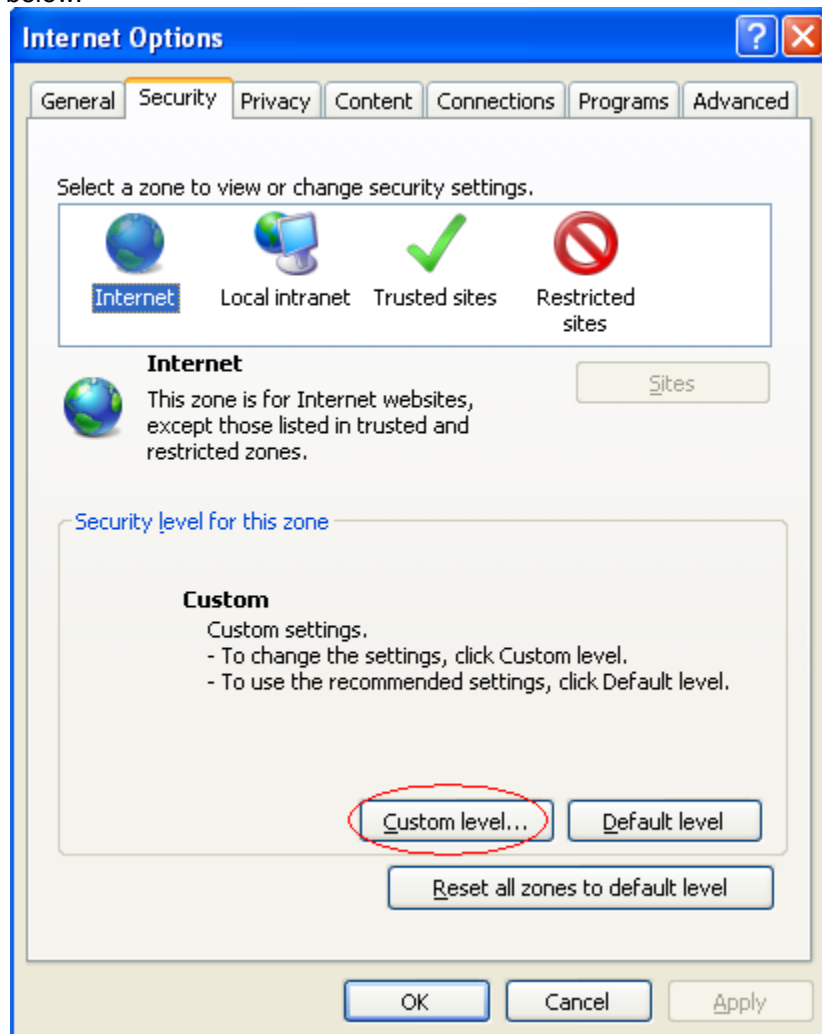 below.
Internet Options
General Security Privacy Content Connections Programs Advanced
Select a zone to view or change security settings.
Internet Local intranet Trusted sites Restricted sites
Internet
Sites
This zone is for Internet websites,
except those listed in trusted and
restricted zones.
Security level for this zone
Custom
Custom settings.
- To change the settings, click Custom level.
- To use the recommended settings, click Default level.
Custom level... Default level
Reset all zones to default level
OK Cancel Apply